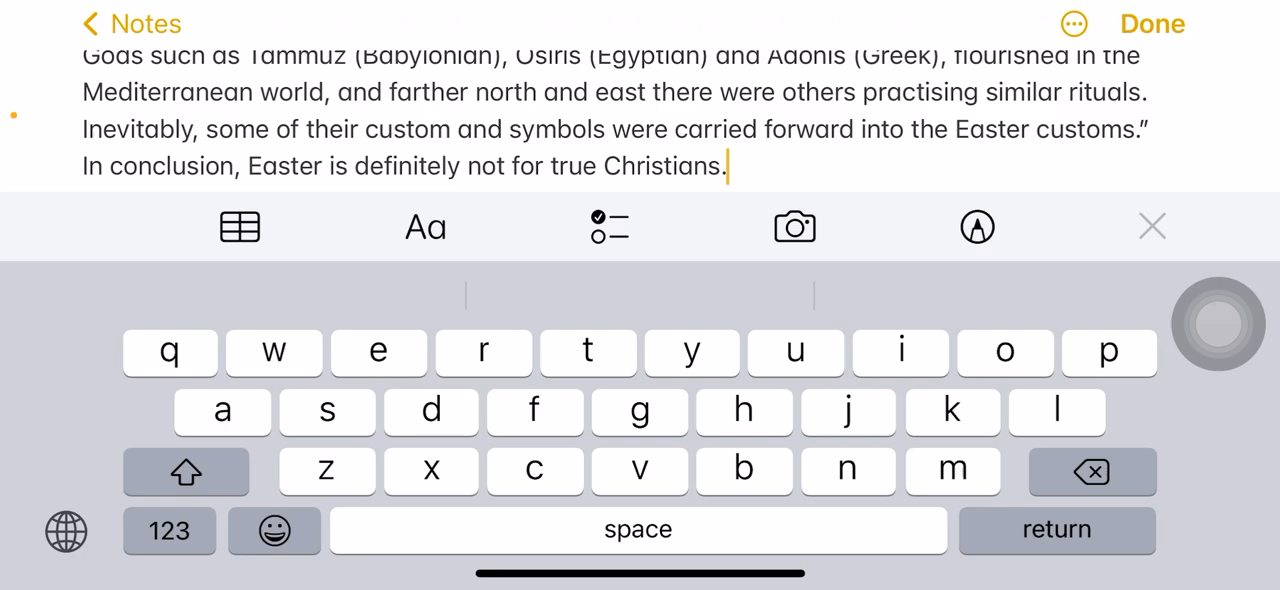 Notes
Done
Gods such as Tammuz (Babylonian), Osiris (Egyptian) and Adonis (Greek), flourished in the
Mediterranean world, and farther north and east there were others practising similar rituals.
Inevitably, some of their custom and symbols were carried forward into the Easter customs.”
In conclusion, Easter is definitely not for true Christians.
Aa
q w e r t y u i o p
a s d f g h j k l
z x c v b n m
123 space return